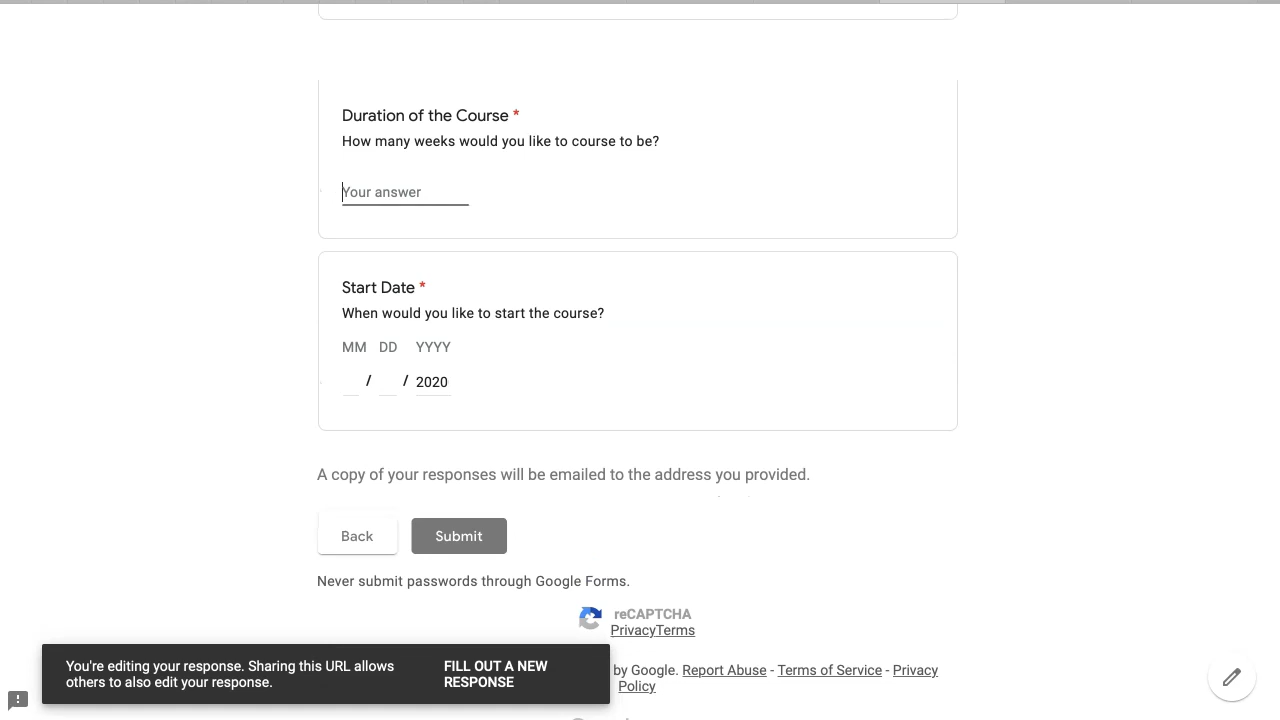 Duration of the Course *
How many weeks would you like to course to be?
Your answer
Start Date *
When would you like to start the course?
MM DD YYYY
/ / 2020
A copy of your responses will be emailed to the address you provided.
Back Submit
Never submit passwords through Google Forms.
reCAPTCHA
PrivacyTerms
by Google. Report Abuse - Terms of Service - Privacy
Policy
You're editing your response. Sharing this URL allows
others to also edit your response.
FILL OUT A NEW
RESPONSE